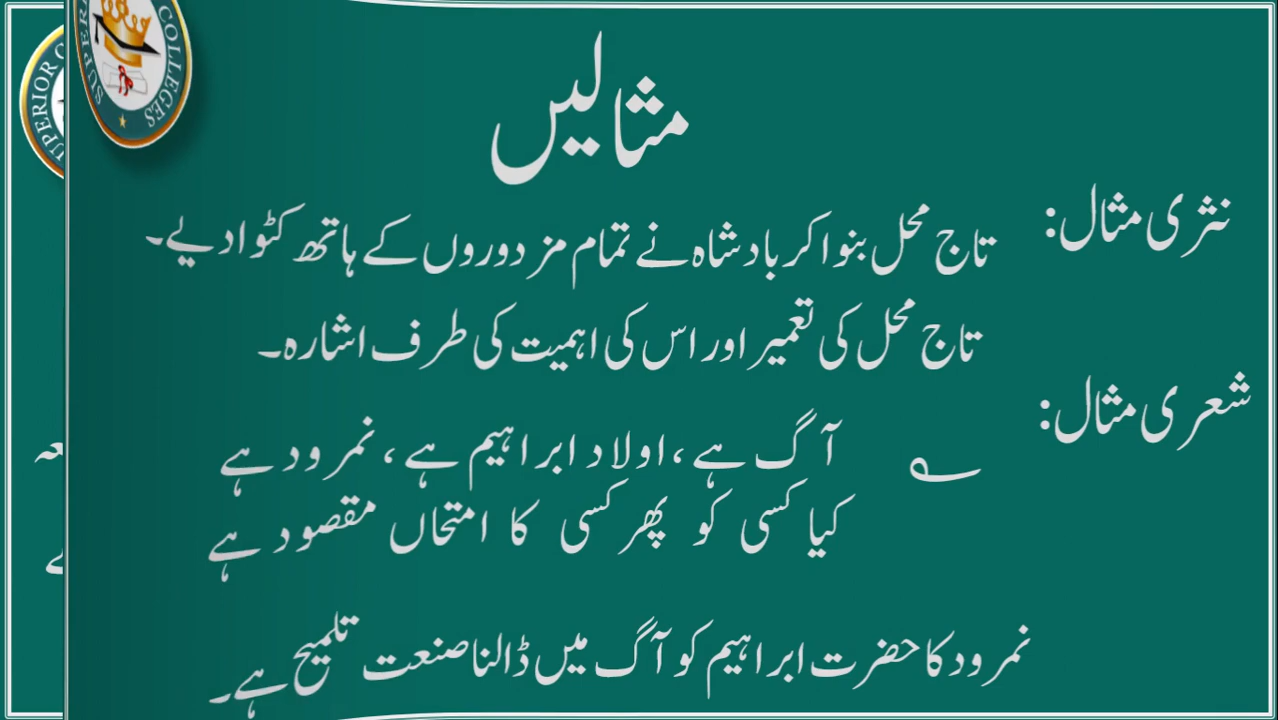 SUPERIOR COLLEGES
مثالیں
نثری مثال: تاج محل بنوا کر بادشاہ نے تمام مزدوروں کے ہاتھ کٹوا دیے۔
تاج محل کی تعمیر اور اس کی اہمیت کی طرف اشارہ۔
شعری مثال:
؎ آگ ہے، اولاد ابراہیم ہے، نمرود ہے
کیا کسی کو پھر کسی کا امتحاں مقصود ہے
نمرود کا حضرت ابراہیم کو آگ میں ڈالنا صنعت تلمیح ہے۔